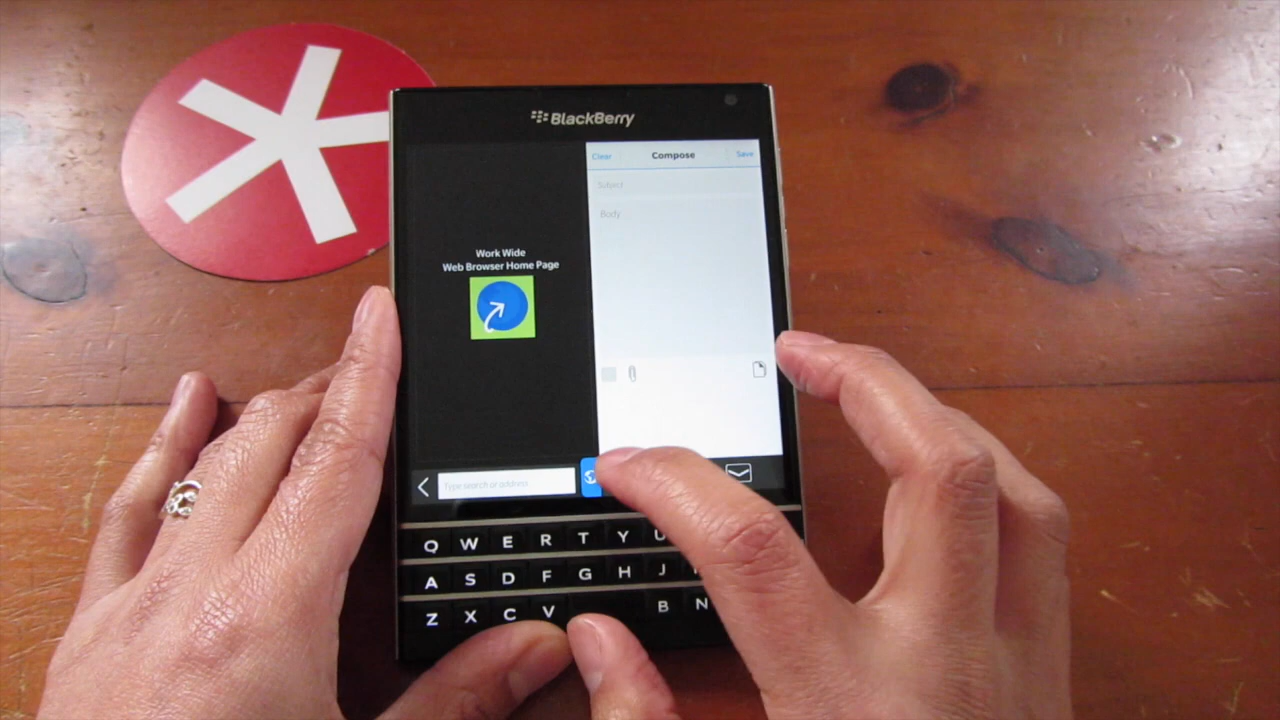 BlackBerry
Clear Compose Save
Subject
Body
Work Wide
Web Browser Home Page
Type search or address
Q W E R T Y U
A S D F G H J
Z X C V B N